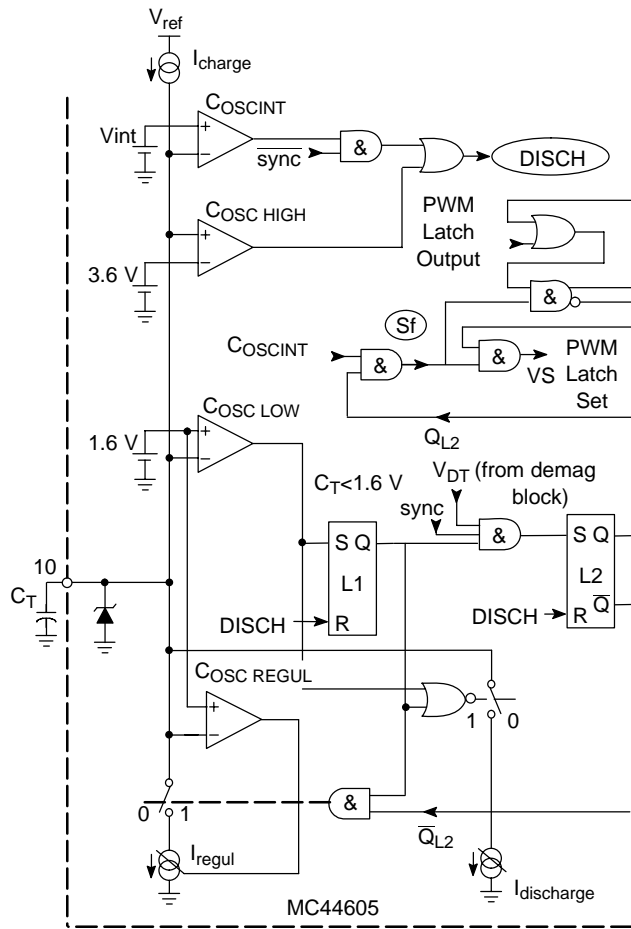 Vref
Icharge
COSCINT
Vint
sync
&
DISCH
COSC HIGH
PWM
Latch
Output
3.6 V
&
Sf
COSCINT
&
&
VS
PWM
Latch
Set
QL2
COSC LOW
1.6 V
CT<1.6 V
VDT (from demag
block)
sync
&
S Q
L1
R
S Q
L2
Q
R
10
CT
DISCH
DISCH
COSC REGUL
1
0
0
1
&
QL2
Iregul
Idischarge
MC44605
+
−
+
−
+
−
+
−